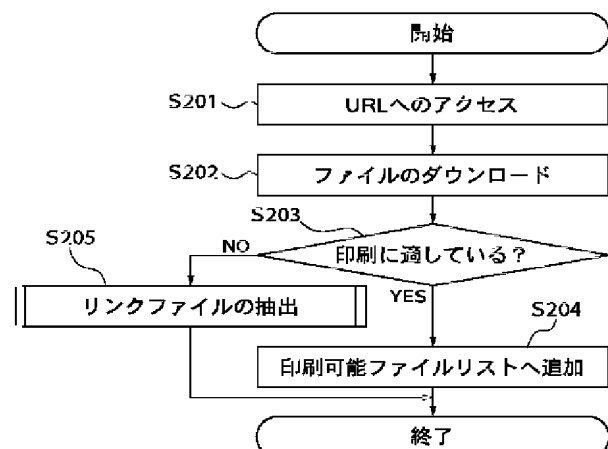 開始
S201
URLへのアクセス
S202
ファイルのダウンロード
S203
印刷に適している？
NO
YES
S205
リンクファイルの抽出
S204
印刷可能ファイルリストへ追加
終了